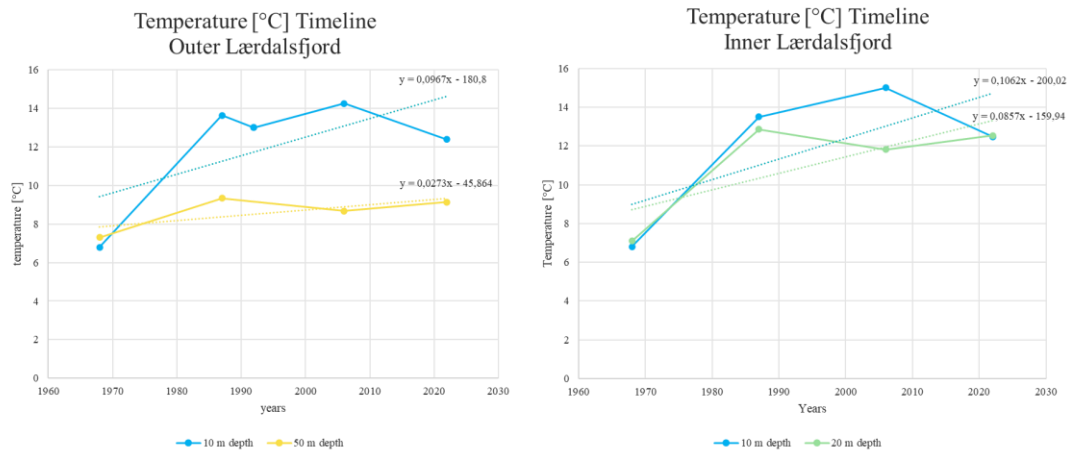 Temperature [°C] Timeline
Outer Lærdalsfjord
16
14
12
10
8
6
4
2
0
temperature [°C]
y = 0,0967x - 180,8
y = 0,0273x - 45,864
1960 1970 1980 1990 2000 2010 2020 2030
years
10 m depth 50 m depth
Temperature [°C] Timeline
Inner Lærdalsfjord
16
14
12
10
8
6
4
2
0
Temperature [°C]
y = 0,1062x - 200,02
y = 0,0857x - 159,94
1960 1970 1980 1990 2000 2010 2020 2030
Years
10 m depth 20 m depth